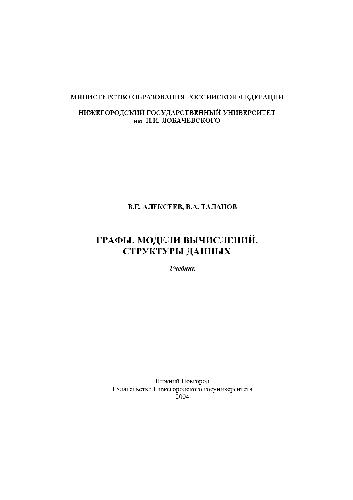 МИНИСТЕРСТВО ОБРАЗОВАНИЯ РОССИЙСКОЙ ФЕДЕРАЦИИ
НИЖЕГОРОДСКИЙ ГОСУДАРСТВЕННЫЙ УНИВЕРСИТЕТ
им. Н.И. ЛОБАЧЕВСКОГО
В.Е. АЛЕКСЕЕВ, В.А. ТАЛАНОВ
ГРАФЫ. МОДЕЛИ ВЫЧИСЛЕНИЙ.
СТРУКТУРЫ ДАННЫХ
Учебник
Нижний Новгород
Издательство Нижегородского госуниверситета
2004